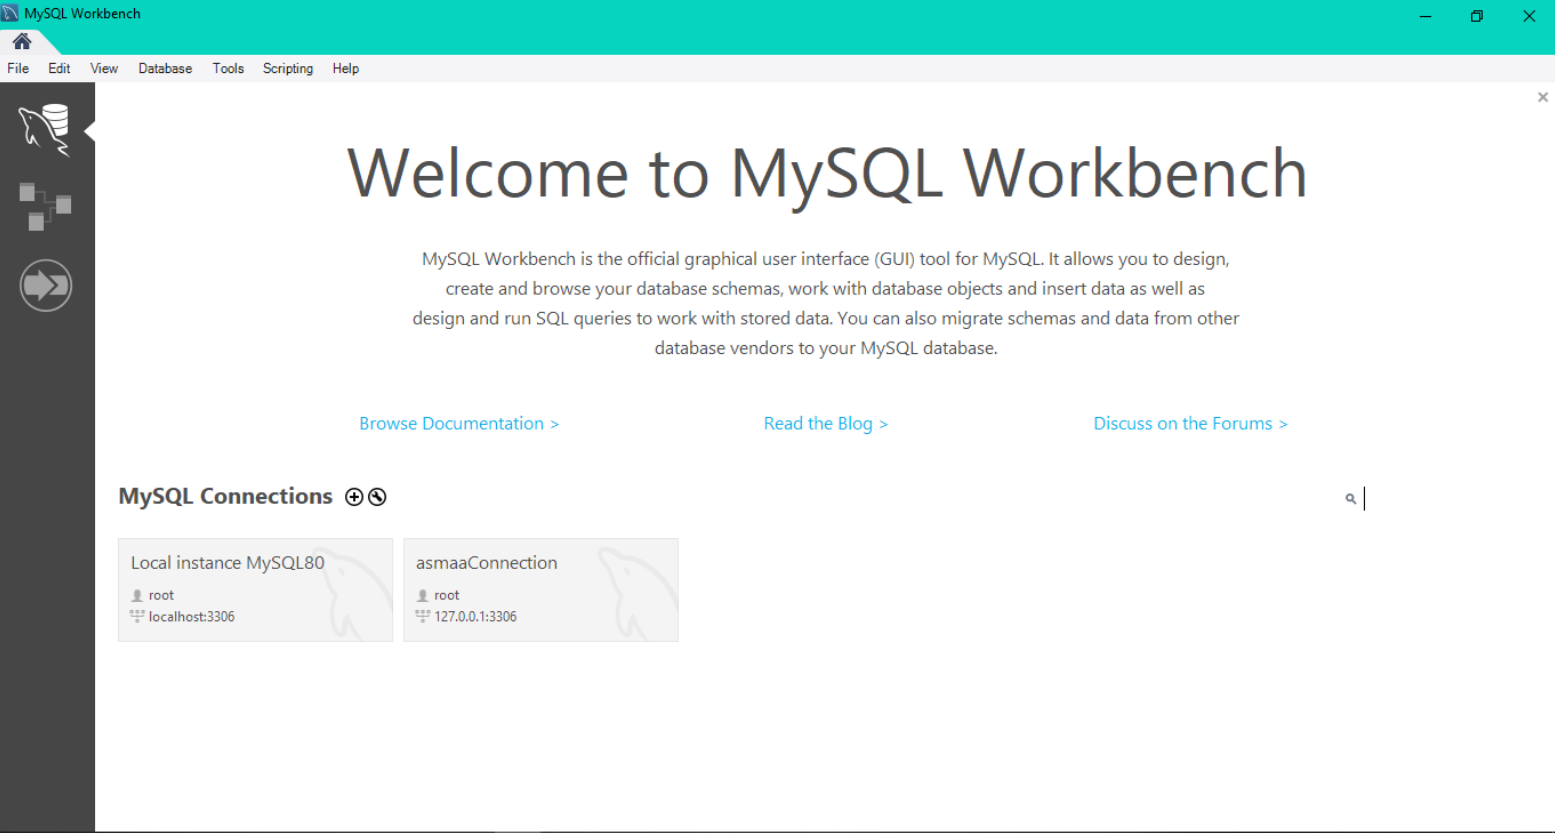 MySQL Workbench
File Edit View Database Tools Scripting Help
Welcome to MySQL Workbench
MySQL Workbench is the official graphical user interface (GUI) tool for MySQL. It allows you to design,
create and browse your database schemas, work with database objects and insert data as well as
design and run SQL queries to work with stored data. You can also migrate schemas and data from other
database vendors to your MySQL database.
Browse Documentation > Read the Blog > Discuss on the Forums >
MySQL Connections
Local instance MySQL80
root
localhost:3306
asmaaConnection
root
127.0.0.1:3306